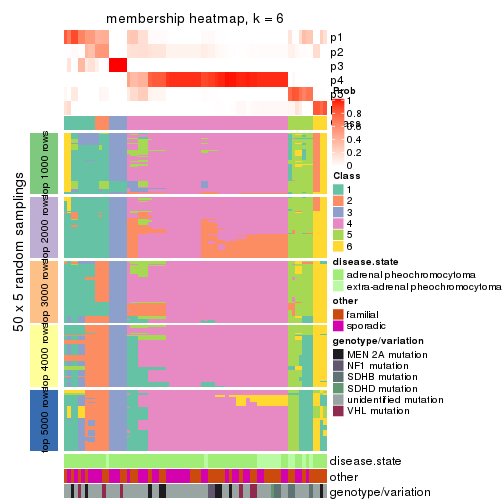 membership heatmap, k = 6
p1
p2
p3
p4
Prob
1
0.8
0.6
0.4
0.2
0
Class
1
2
3
4
5
6
50 x 5 random samplings
top 1000 rows
top 2000 rows
top 3000 rows
top 4000 rows
top 5000 rows
disease.state
adrenal pheochromocytoma
extra-adrenal pheochromocytoma
other
familial
sporadic
genotype/variation
MEN 2A mutation
NF1 mutation
SDHB mutation
SDHD mutation
unidentified mutation
VHL mutation
disease.state
other
genotype/variation